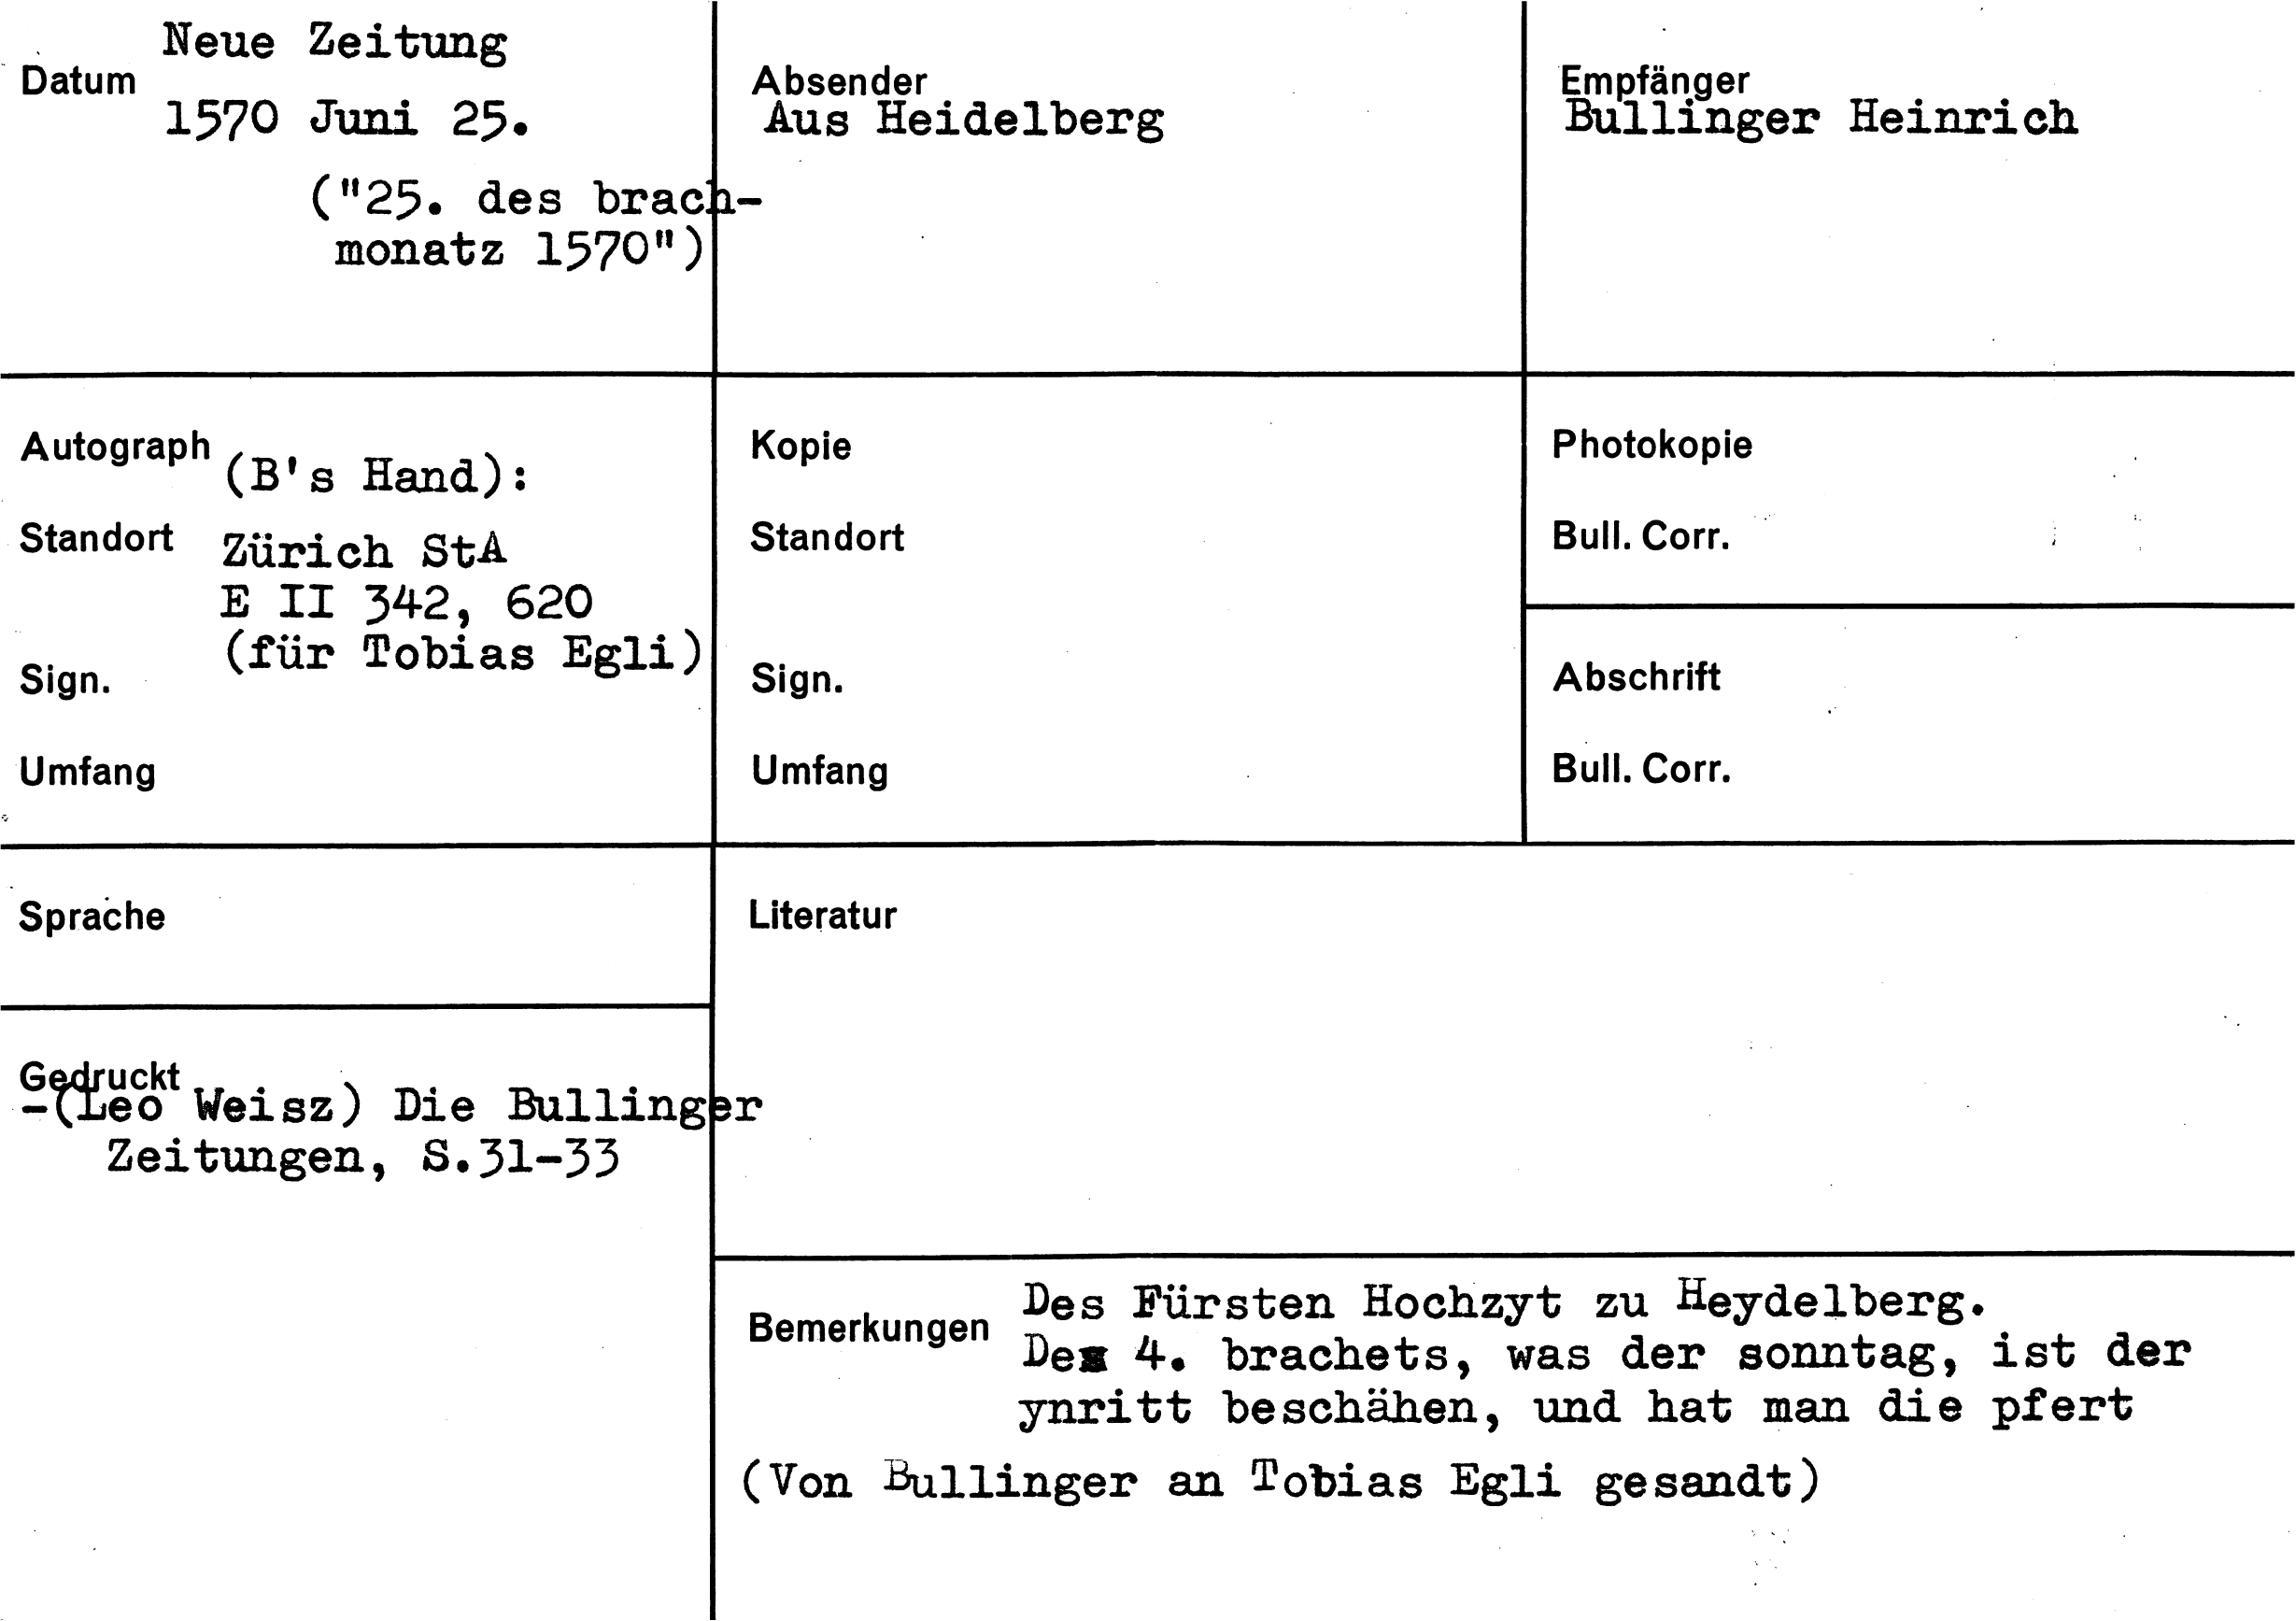 Neue Zeitung
Datum
1570 Juni 25.
("25. des brach-
monatz 1570")
Absender
Aus Heidelberg
Empfänger
Bullinger Heinrich
Autograph (B's Hand):
Standort Zürich StA
E II 342, 620
(für Tobias Egli)
Sign.
Umfang
Kopie
Standort
Sign.
Umfang
Photokopie
Bull. Corr.
Abschrift
Bull. Corr.
Sprache
Literatur
Gedruckt
-(Leo Weisz) Die Bullinger
Zeitungen, S.31-33
Bemerkungen
Des Fürsten Hochzyt zu Heydelberg.
Des 4. brachets, was der sonntag, ist der
ynritt beschähen, und hat man die pfert
(Von Bullinger an Tobias Egli gesandt)